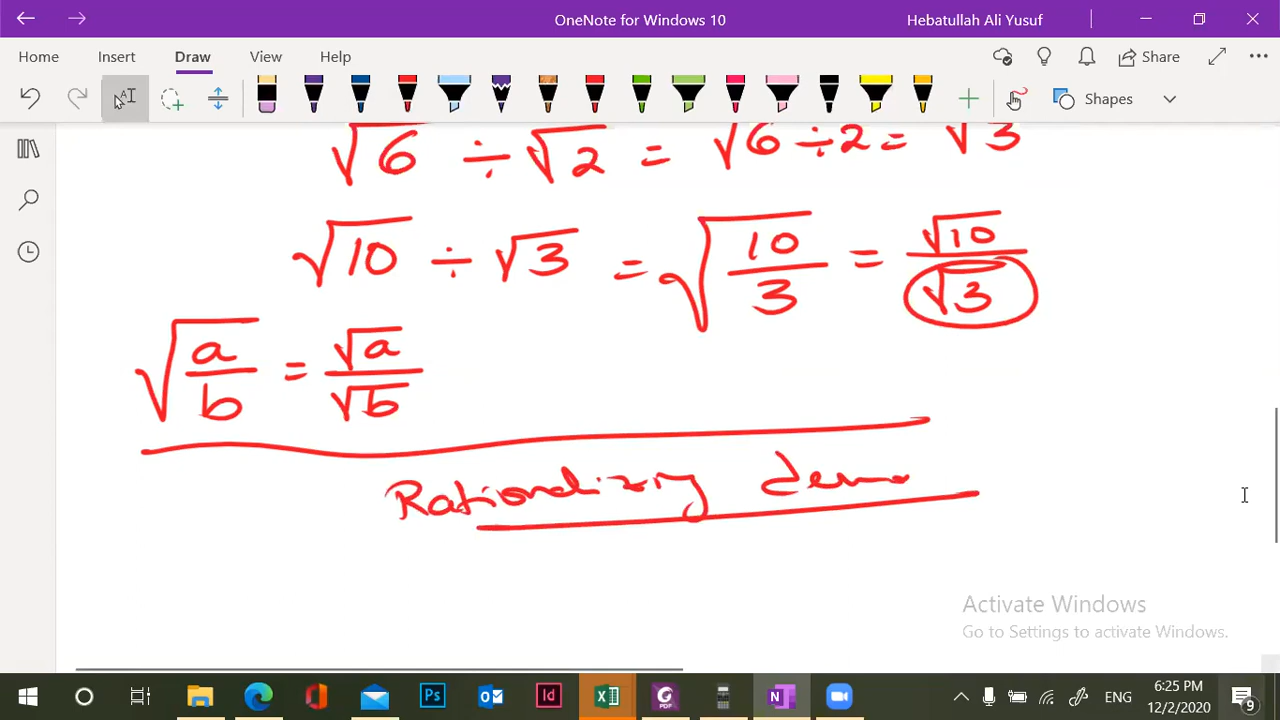 OneNote for Windows 10
Hebatullah Ali Yusuf
Home Insert Draw View Help
Share
Shapes
√6 ÷ √2 = √6÷2 = √3
√10 ÷ √3 = √10/3 = √10/√3
√a/b = √a/√b
Rationalizing deno
Activate Windows
Go to Settings to activate Windows.
ENG
6:25 PM
12/2/2020
9